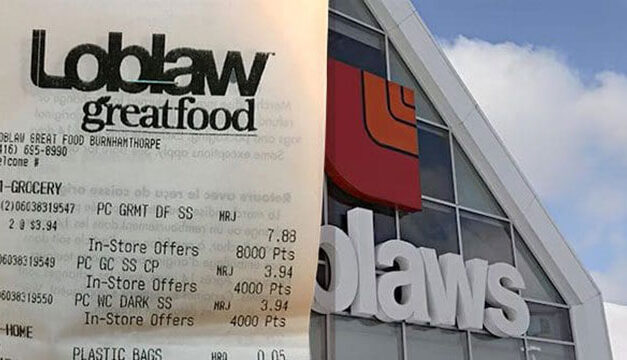 Loblaw
greatfood
OBLAW GREAT FOOD BURNHAMTHORPE
416) 695-8990
elcome #
1-GROCERY
(2)06038319547 PC GRMT DF SS MRJ
2 @ $3.94 7.88
In-Store Offers 8000 Pts
06038319549 PC GC SS CP MRJ 3.94
In-Store Offers 4000 Pts
06038319550 PC WC DARK SS MRJ 3.94
In-Store Offers 4000 Pts
-HOME
PLASTIC BAGS HRQ 0.05
blaws